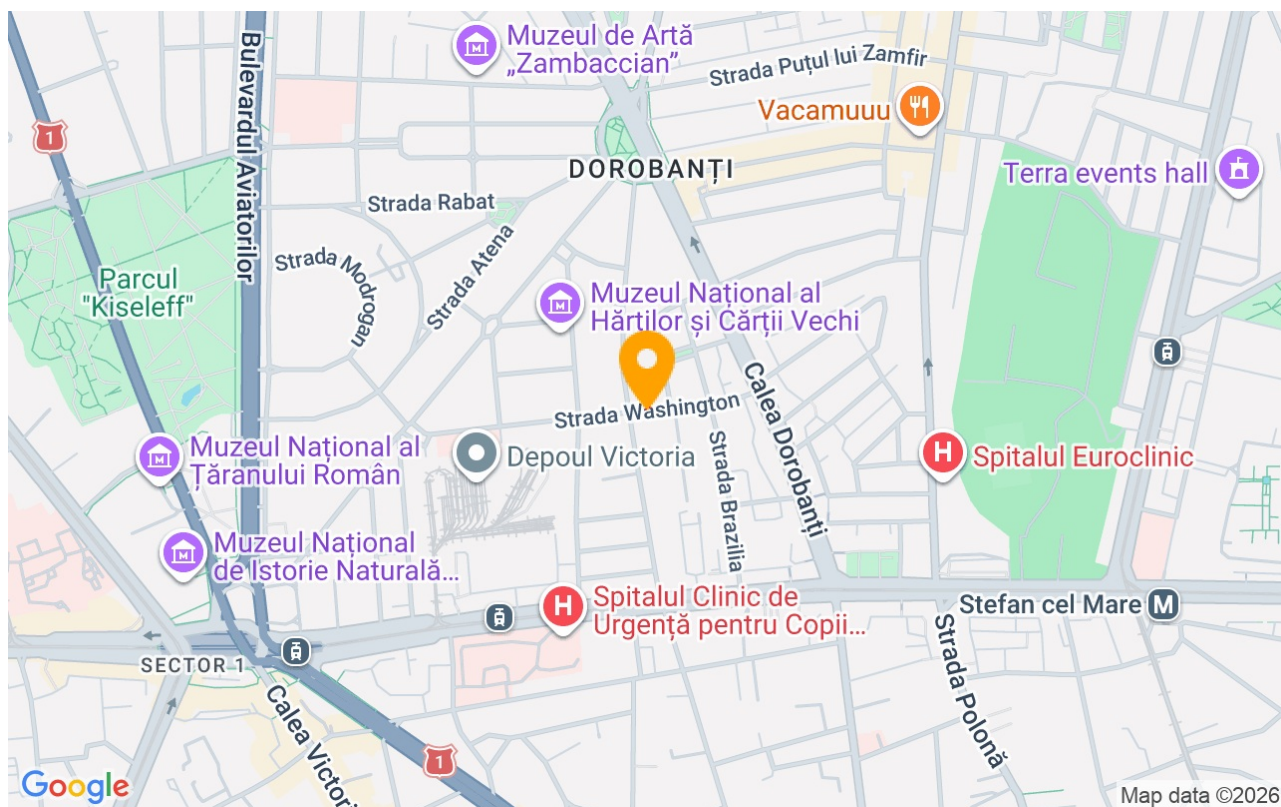 Muzeul de Artă
„Zambaccian”
Strada Puțul lui Zamfir
Vacamuuu
1
Bulevardul Aviatorilor
DOROBANȚI
Terra events hall
Strada Rabat
Strada Atena
Strada Modrogan
Parcul
"Kiseleff"
Muzeul Național al
Hărților și Cărții Vechi
Calea Dorobanți
Strada Washington
Strada Brazilia
Depoul Victoria
H
Spitalul Euroclinic
Muzeul Național al
Țăranului Român
Muzeul Național
de Istorie Naturală...
H
Spitalul Clinic de
Urgență pentru Copii...
Stefan cel Mare M
Strada Polonă
SECTOR 1
Calea Victori
1
Google
Map data ©2026